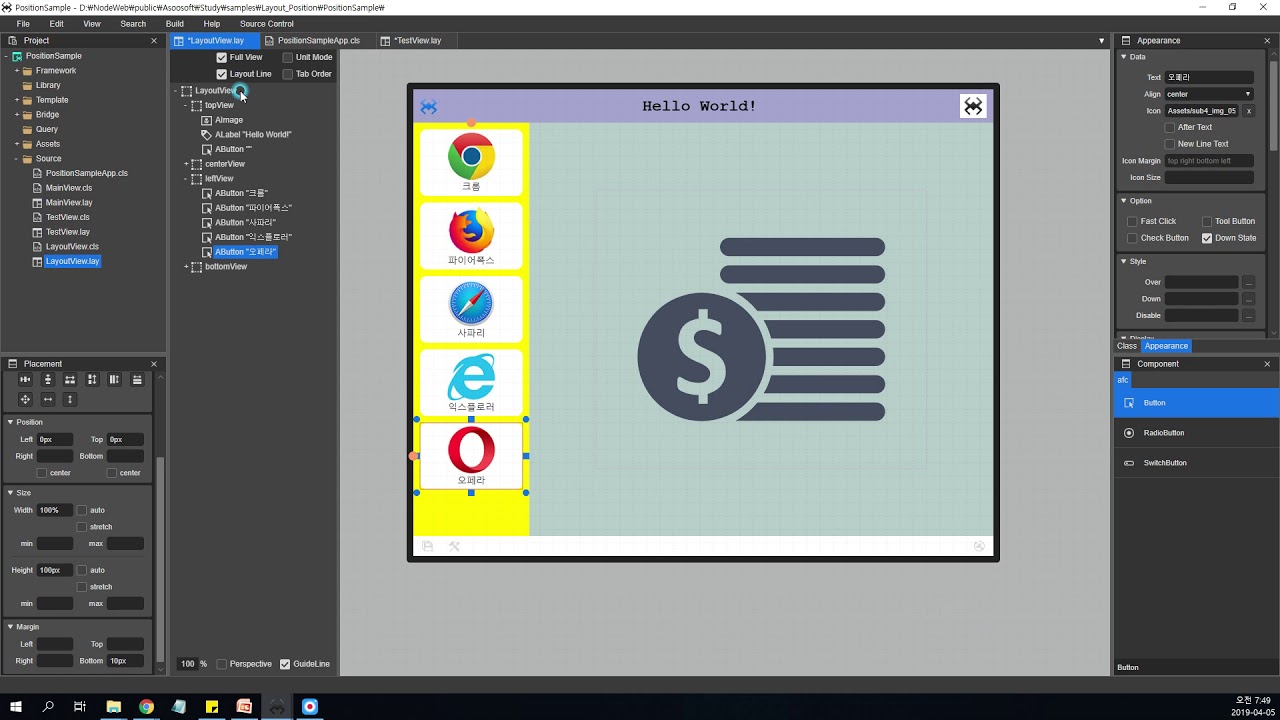 PositionSample - D:₩NodeWeb₩public₩Asoosoft₩Study₩samples₩Layout_Position₩PositionSample₩
File Edit View Search Build Help Source Control
Project
PositionSample
Framework
Library
Template
Bridge
Query
Assets
Source
PositionSampleApp.cls
MainView.cls
MainView.lay
TestView.cls
TestView.lay
LayoutView.cls
LayoutView.lay
Placement
Position
Left 0px Top 0px
Right Bottom
center center
Size
Width 100% auto
stretch
min max
Height 100px auto
stretch
min max
Margin
Left Top
Right Bottom 10px
*LayoutView.lay PositionSampleApp.cls *TestView.lay
Full View Unit Mode
Layout Line Tab Order
LayoutView
topView
AImage
ALabel "Hello World!"
AButton ""
centerView
leftView
AButton "크롬"
AButton "파이어폭스"
AButton "사파리"
AButton "익스플로러"
AButton "오페라"
bottomView
100 % Perspective GuideLine
Hello World!
크롬
파이어폭스
사파리
익스플로러
오페라
Appearance
Data
Text 오페라
Align center
Icon Assets/sub4_img_05 x
After Text
New Line Text
Icon Margin top right bottom left
Icon Size
Option
Fast Click Tool Button
Check Button Down State
Style
Over ...
Down ...
Disable ...
Class Appearance
Component
afc
Button
RadioButton
SwitchButton
Button
오전 7:49
2019-04-05